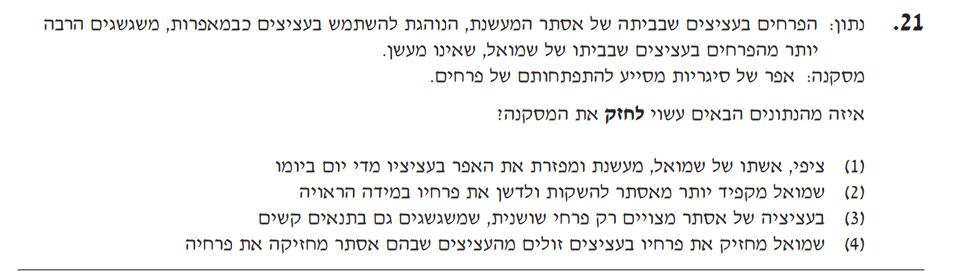 21. נתון: הפרחים בעציצים שבביתה של אסתר המעשנת, הנוהגת להשתמש בעציצים כבמאפרות, משגשגים הרבה
יותר מהפרחים בעציצים שבביתו של שמואל, שאינו מעשן.
מסקנה: אפר של סיגריות מסייע להתפתחותם של פרחים.
איזה מהנתונים הבאים עשוי לחזק את המסקנה?
(1) ציפי, אשתו של שמואל, מעשנת ומפזרת את האפר בעציציו מדי יום ביומו
(2) שמואל מקפיד יותר מאסתר להשקות ולדשן את פרחיו במידה הראויה
(3) בעציציה של אסתר מצויים רק פרחי שושנית, שמשגשגים גם בתנאים קשים
(4) שמואל מחזיק את פרחיו בעציצים זולים מהעציצים שבהם אסתר מחזיקה את פרחיה